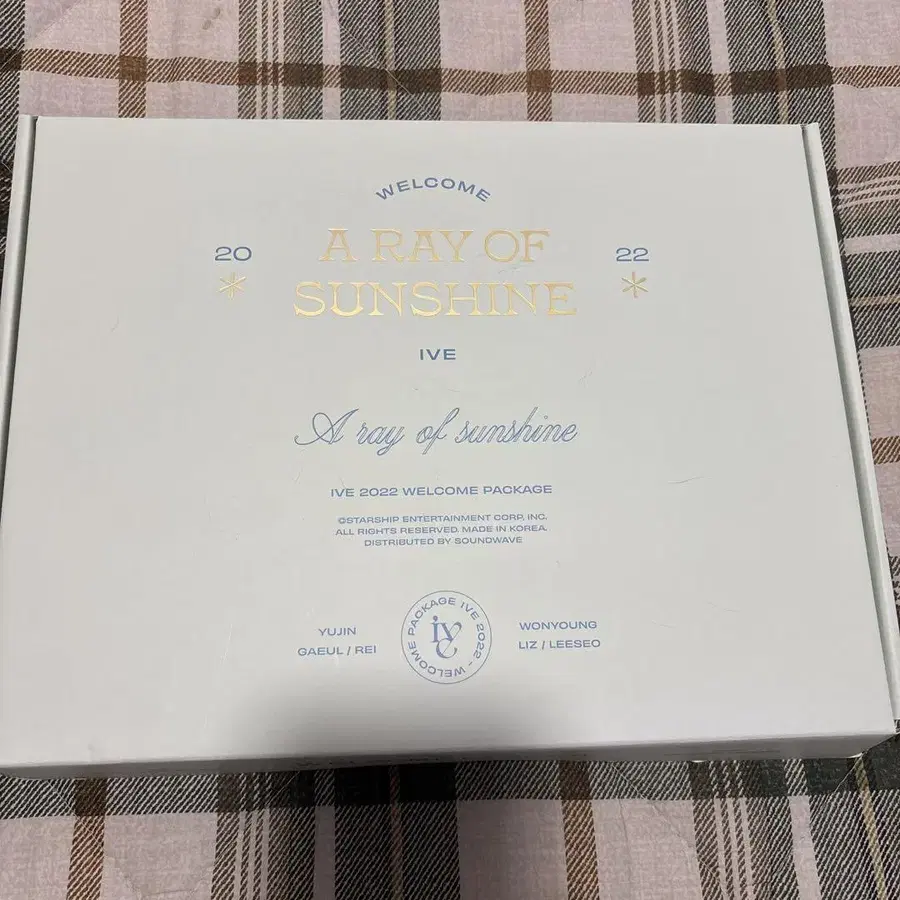 WELCOME
20 A RAY OF 22
* SUNSHINE *
IVE
A ray of sunshine
IVE 2022 WELCOME PACKAGE
©STARSHIP ENTERTAINMENT CORP, INC.
ALL RIGHTS RESERVED. MADE IN KOREA.
DISTRIBUTED BY SOUNDWAVE
YUJIN
GAEUL / REI
WELCOME PACKAGE IVE 2022 -
ive
WONYOUNG
LIZ / LEESEO